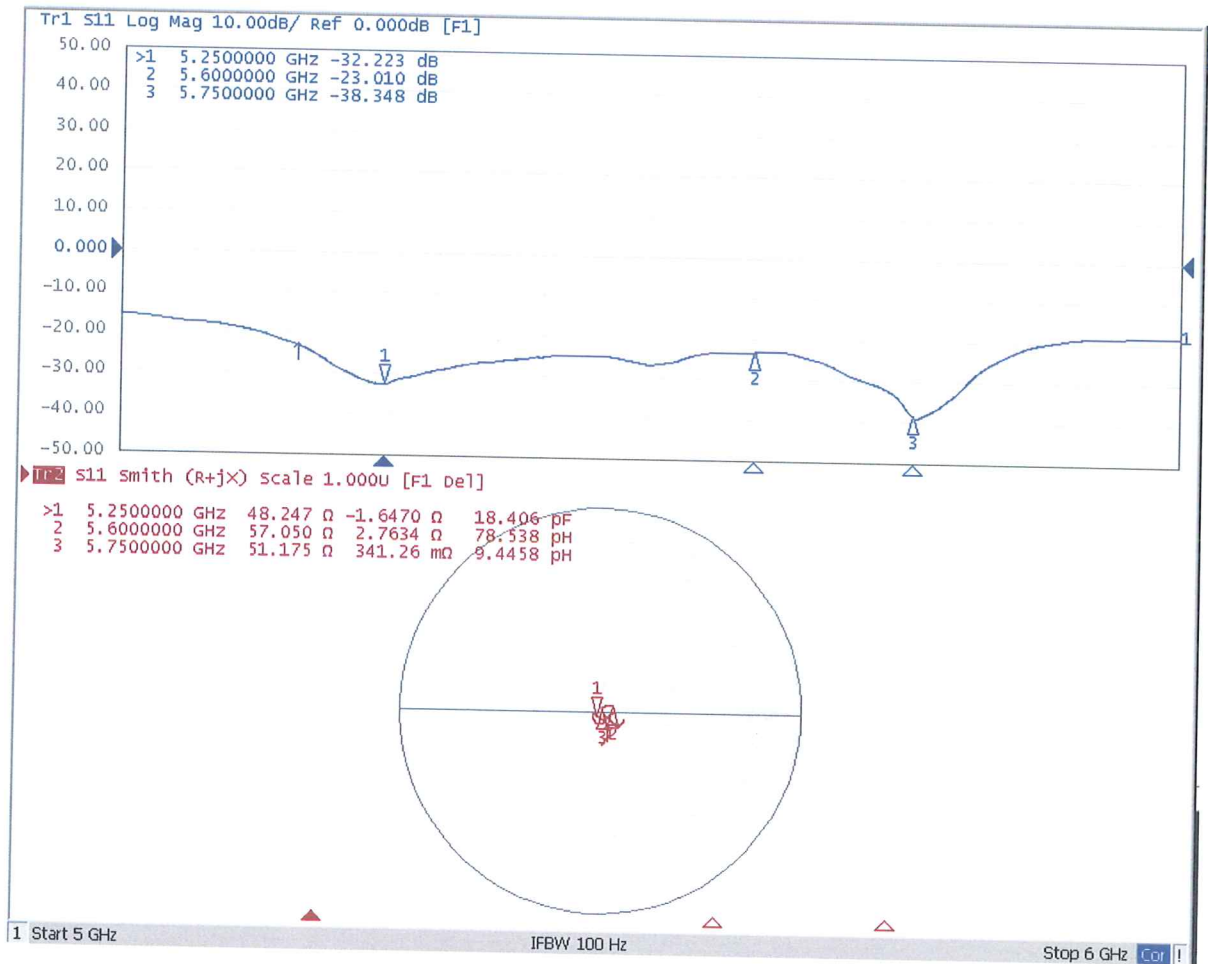 Tr1 S11 Log Mag 10.00dB/ Ref 0.000dB [F1]
50.00
>1 5.2500000 GHz -32.223 dB
2 5.6000000 GHz -23.010 dB
3 5.7500000 GHz -38.348 dB
40.00
30.00
20.00
10.00
0.000
-10.00
-20.00
-30.00
-40.00
-50.00
1
1
2
3
1
Tr2 S11 Smith (R+jX) Scale 1.000U [F1 Del]
>1 5.2500000 GHz 48.247 Ω -1.6470 Ω 18.406 pF
2 5.6000000 GHz 57.050 Ω 2.7634 Ω 78.538 pH
3 5.7500000 GHz 51.175 Ω 341.26 mΩ 9.4458 pH
1
3 2
1 Start 5 GHz IFBW 100 Hz Stop 6 GHz Cor !